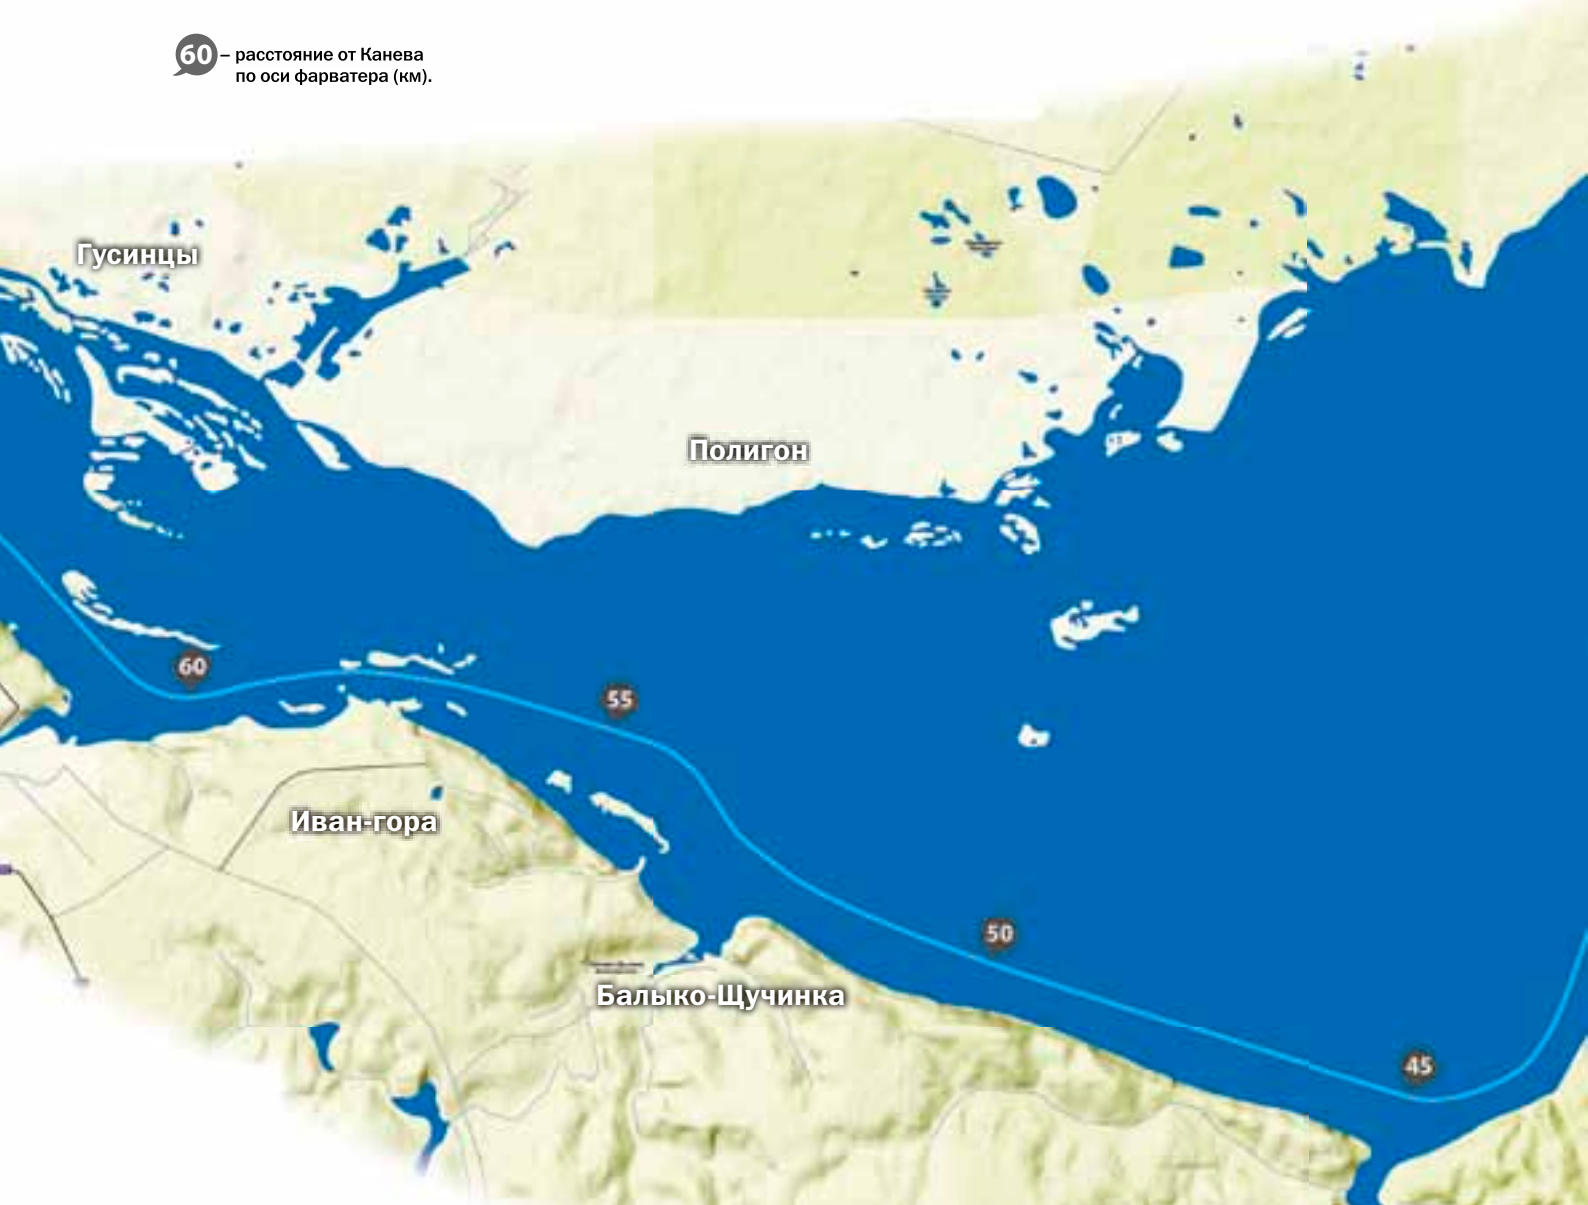 60 – расстояние от Канева
по оси фарватера (км).
Гусинцы
Полигон
60
55
Иван-гора
50
Балыко-Щучинка
45